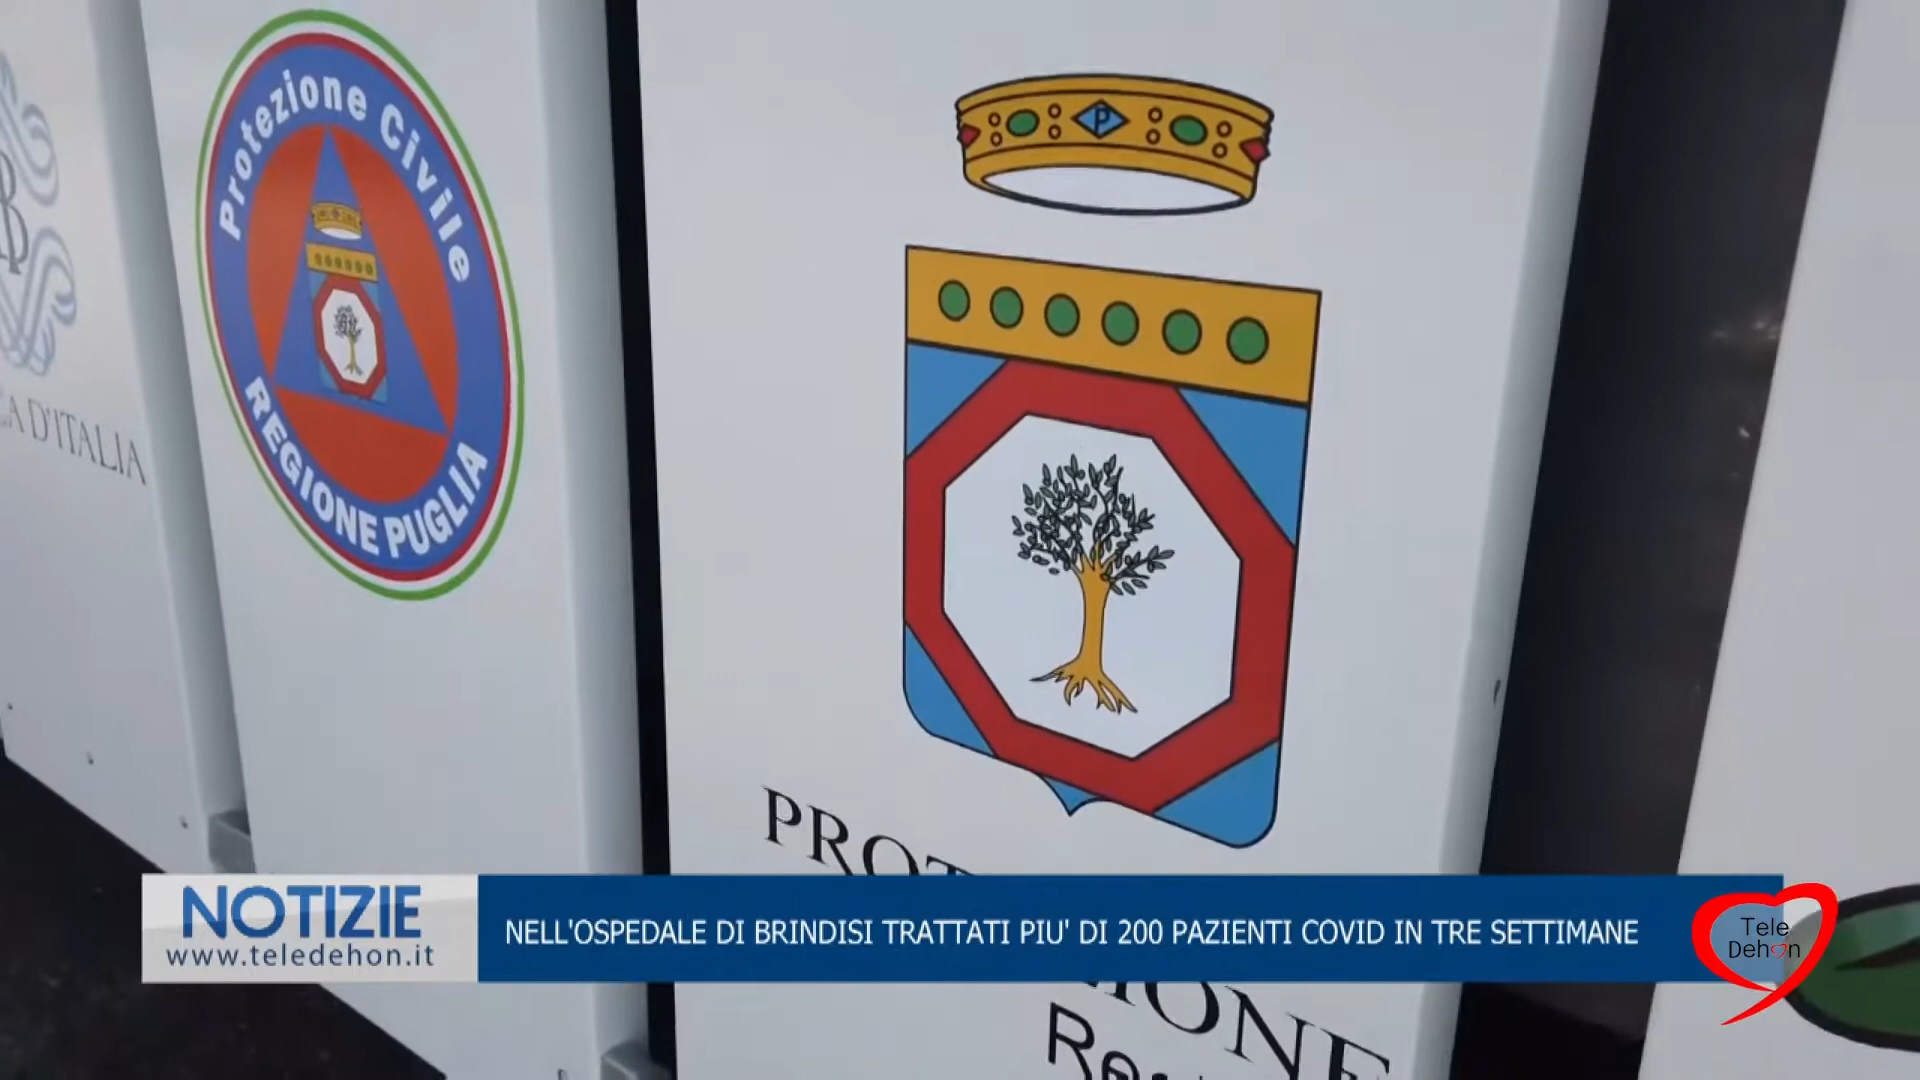 Protezione Civile
REGIONE PUGLIA
D'ITALIA
P
NOTIZIE
www.teledehon.it
NELL'OSPEDALE DI BRINDISI TRATTATI PIU' DI 200 PAZIENTI COVID IN TRE SETTIMANE
Tele
Dehon